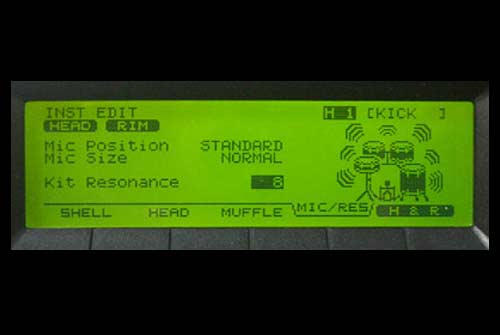 INST EDIT H 1 [KICK ]
HEAD RIM
Mic Position STANDARD
Mic Size NORMAL
Kit Resonance 8
SHELL HEAD MUFFLE MIC/RES H & R